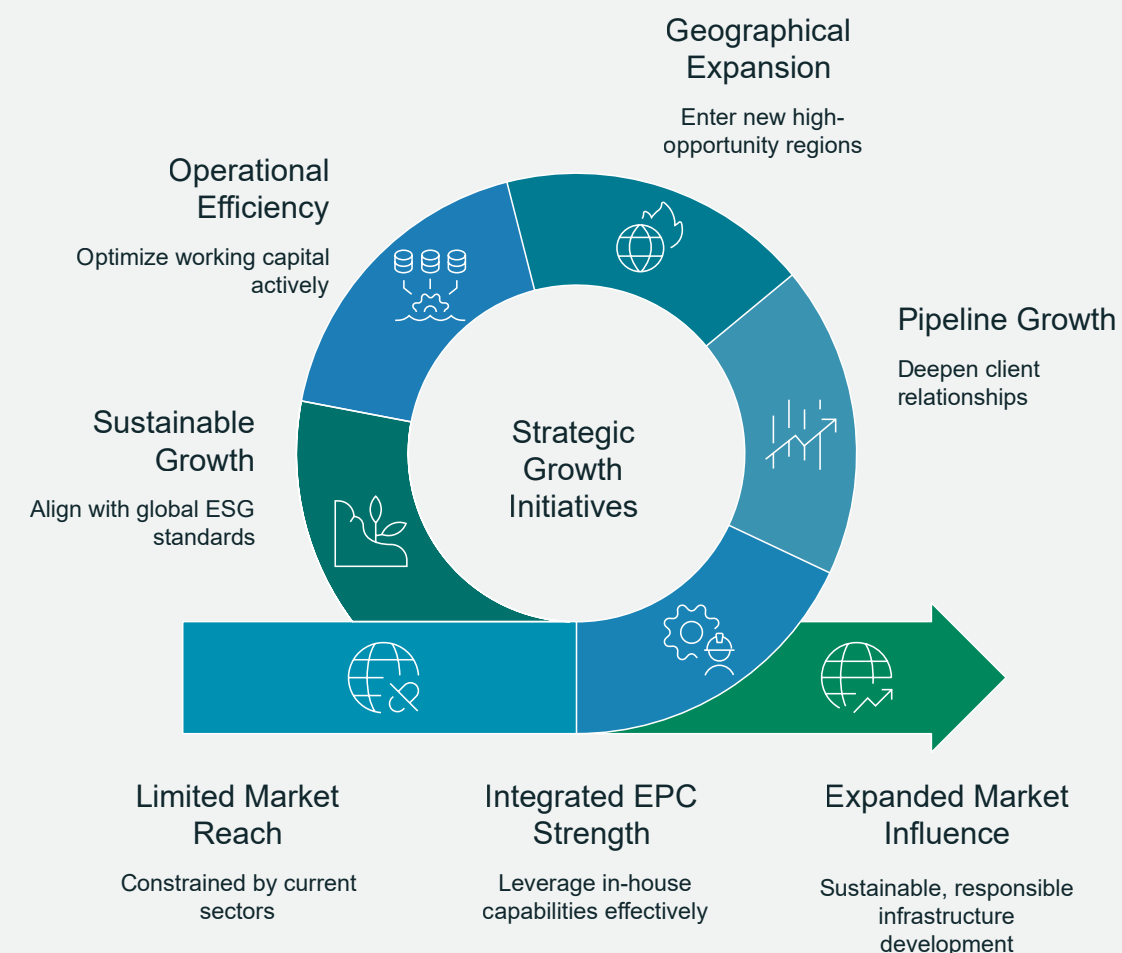 Geographical
Expansion
Enter new high-
opportunity regions
Operational
Efficiency
Optimize working capital
actively
Pipeline Growth
Deepen client
relationships
Sustainable
Growth
Align with global ESG
standards
Strategic
Growth
Initiatives
Limited Market
Reach
Constrained by current
sectors
Integrated EPC
Strength
Leverage in-house
capabilities effectively
Expanded Market
Influence
Sustainable, responsible
infrastructure
development